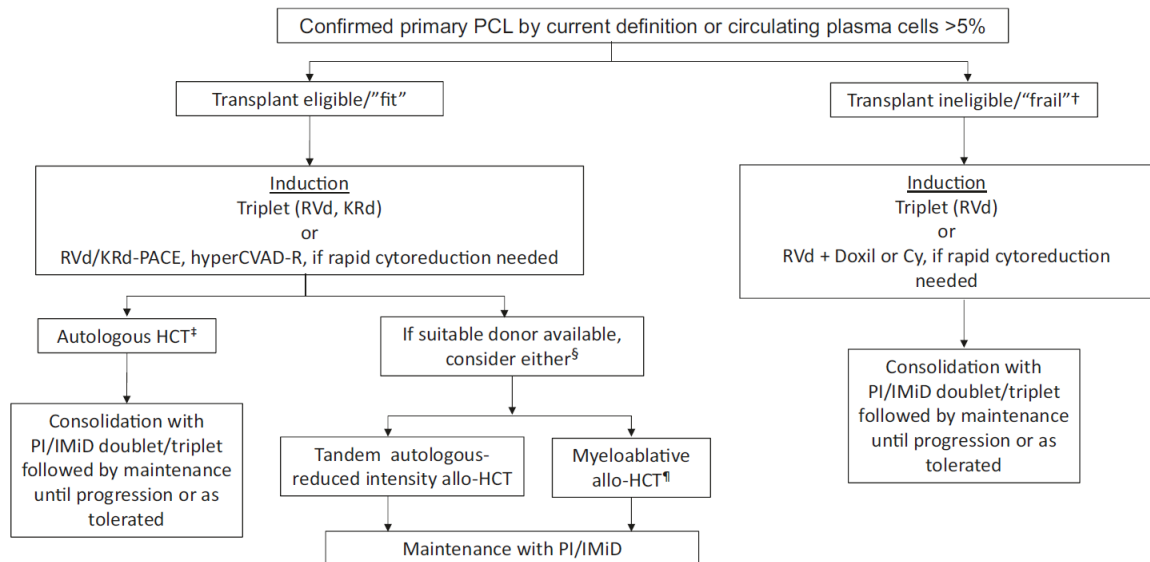 Confirmed primary PCL by current definition or circulating plasma cells >5%
Transplant eligible/”fit”
Transplant ineligible/“frail”†
Induction
Triplet (RVd, KRd)
or
RVd/KRd-PACE, hyperCVAD-R, if rapid cytoreduction needed
Induction
Triplet (RVd)
or
RVd + Doxil or Cy, if rapid cytoreduction
needed
Autologous HCT‡
If suitable donor available,
consider either§
Consolidation with
PI/IMiD doublet/triplet
followed by maintenance
until progression or as
tolerated
Tandem autologous-
reduced intensity allo-HCT
Myeloablative
allo-HCT¶
Maintenance with PI/IMiD
Consolidation with
PI/IMiD doublet/triplet
followed by maintenance
until progression or as
tolerated